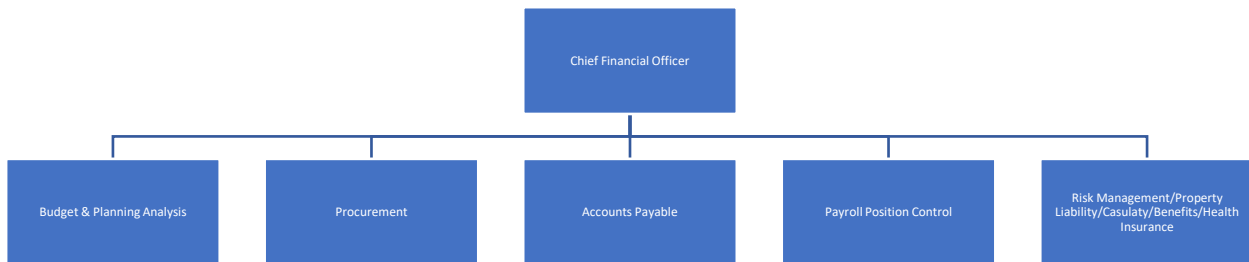 Chief Financial Officer
Budget & Planning Analysis
Procurement
Accounts Payable
Payroll Position Control
Risk Management/Property
Liability/Casulaty/Benefits/Health
Insurance